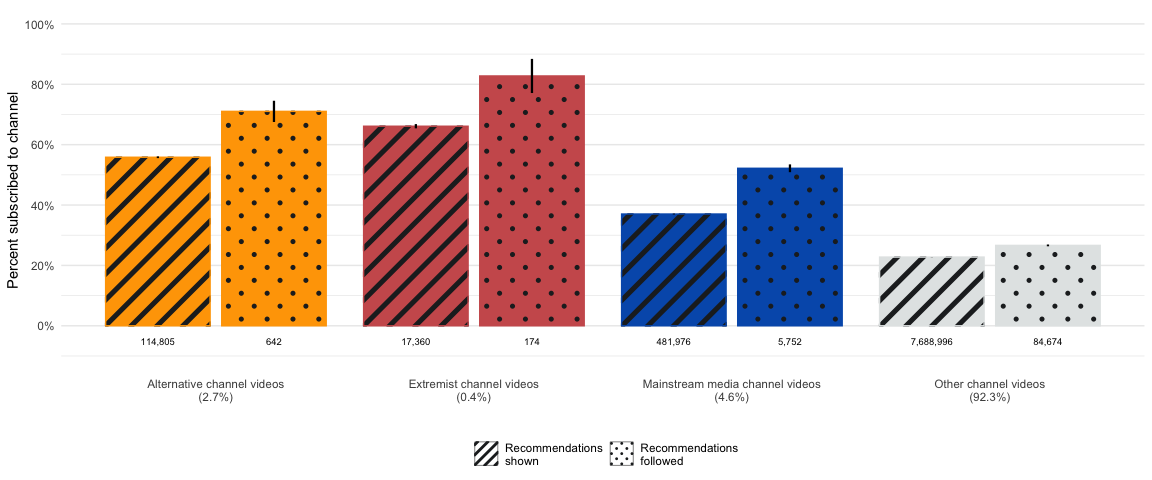 Percent subscribed to channel
100%
80%
60%
40%
20%
0%
114,805 642 17,360 174 481,976 5,752 7,688,996 84,674
Alternative channel videos
(2.7%)
Extremist channel videos
(0.4%)
Mainstream media channel videos
(4.6%)
Other channel videos
(92.3%)
Recommendations
shown
Recommendations
followed